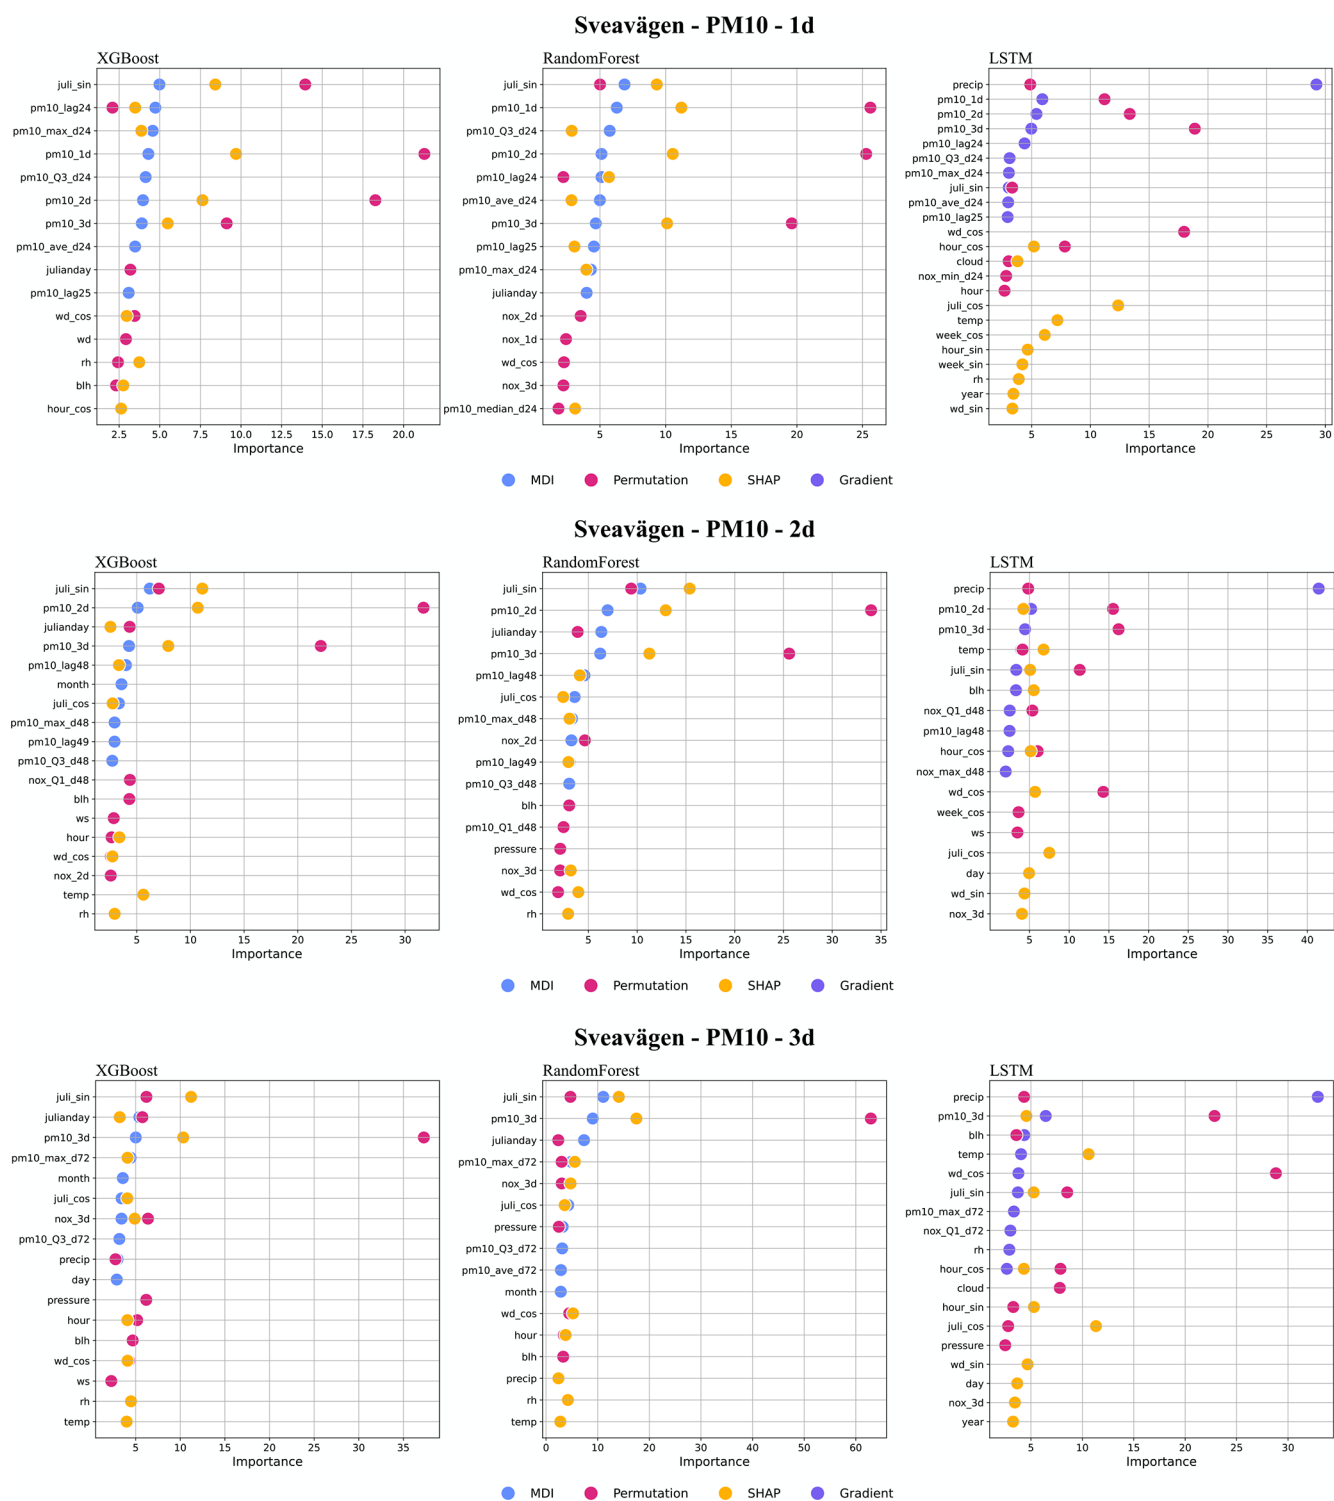 Sveavägen - PM10 - 1d
XGBoost
juli_sin
pm10_lag24
pm10_max_d24
pm10_1d
pm10_Q3_d24
pm10_2d
pm10_3d
pm10_ave_d24
julianday
pm10_lag25
wd_cos
wd
rh
blh
hour_cos
2.5 5.0 7.5 10.0 12.5 15.0 17.5 20.0
Importance
RandomForest
juli_sin
pm10_1d
pm10_Q3_d24
pm10_2d
pm10_lag24
pm10_ave_d24
pm10_3d
pm10_lag25
pm10_max_d24
julianday
nox_2d
nox_1d
wd_cos
nox_3d
pm10_median_d24
5 10 15 20 25
Importance
LSTM
precip
pm10_1d
pm10_2d
pm10_3d
pm10_lag24
pm10_Q3_d24
pm10_max_d24
juli_sin
pm10_ave_d24
pm10_lag25
wd_cos
hour_cos
cloud
nox_min_d24
hour
juli_cos
temp
week_cos
hour_sin
week_sin
rh
year
wd_sin
5 10 15 20 25 30
Importance
MDI Permutation SHAP Gradient
Sveavägen - PM10 - 2d
XGBoost
juli_sin
pm10_2d
julianday
pm10_3d
pm10_lag48
month
juli_cos
pm10_max_d48
pm10_lag49
pm10_Q3_d48
nox_Q1_d48
blh
ws
hour
wd_cos
nox_2d
temp
rh
5 10 15 20 25 30
Importance
RandomForest
juli_sin
pm10_2d
julianday
pm10_3d
pm10_lag48
juli_cos
pm10_max_d48
nox_2d
pm10_lag49
pm10_Q3_d48
blh
pm10_Q1_d48
pressure
nox_3d
wd_cos
rh
5 10 15 20 25 30 35
Importance
LSTM
precip
pm10_2d
pm10_3d
temp
juli_sin
blh
nox_Q1_d48
pm10_lag48
hour_cos
nox_max_d48
wd_cos
week_cos
ws
juli_cos
day
wd_sin
nox_3d
5 10 15 20 25 30 35 40
Importance
MDI Permutation SHAP Gradient
Sveavägen - PM10 - 3d
XGBoost
juli_sin
julianday
pm10_3d
pm10_max_d72
month
juli_cos
nox_3d
pm10_Q3_d72
precip
day
pressure
hour
blh
wd_cos
ws
rh
temp
5 10 15 20 25 30 35
Importance
RandomForest
juli_sin
pm10_3d
julianday
pm10_max_d72
nox_3d
juli_cos
pressure
pm10_Q3_d72
pm10_ave_d72
month
wd_cos
hour
blh
precip
rh
temp
0 10 20 30 40 50 60
Importance
LSTM
precip
pm10_3d
blh
temp
wd_cos
juli_sin
pm10_max_d72
nox_Q1_d72
rh
hour_cos
cloud
hour_sin
juli_cos
pressure
wd_sin
day
nox_3d
year
5 10 15 20 25 30
Importance
MDI Permutation SHAP Gradient